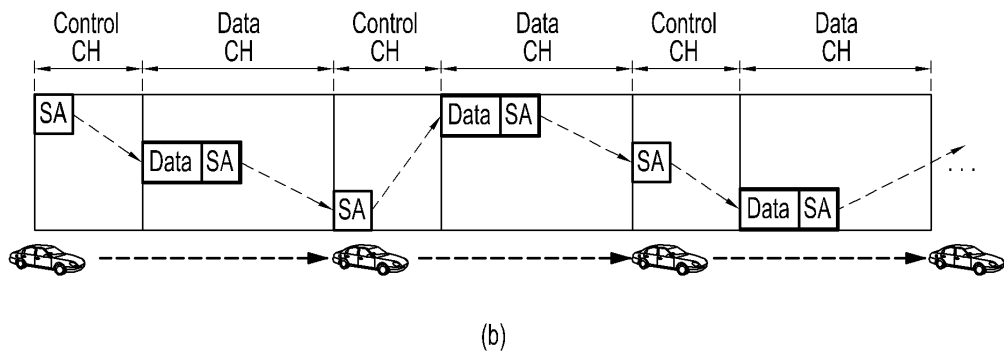 Control Data Control Data Control Data
CH CH CH CH CH CH
SA Data SA
Data SA SA
SA Data SA
...
(b)